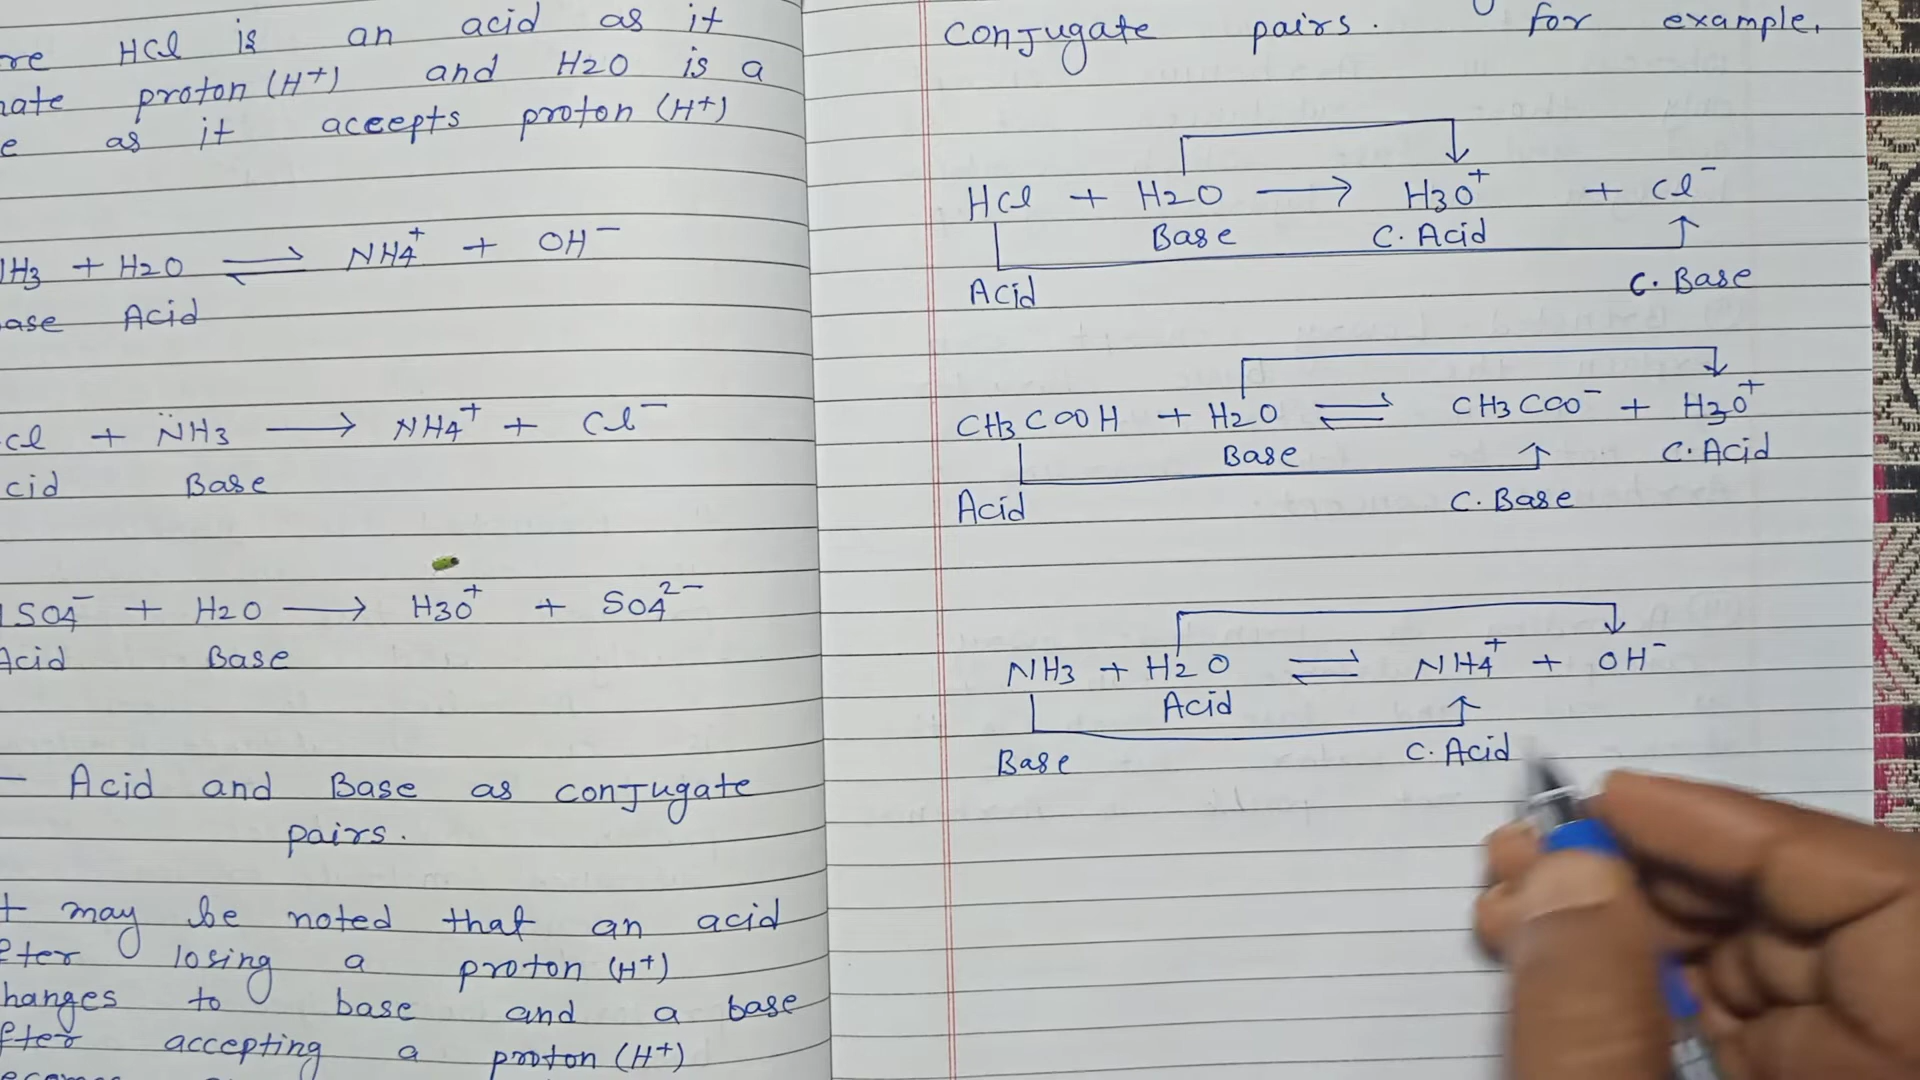 HCl is an acid as it
proton (H+) and H2O is a
as it accepts proton (H+)
+ H2O ⇌ NH4+ + OH-
Acid
+ N̈H3 → NH4+ + Cl-
Base
SO4- + H2O → H3O+ + SO4 2-
Acid Base
- Acid and Base as conjugate
pairs.
may be noted that an acid
losing a proton (H+)
to base and a base
accepting a proton (H+)
conjugate pairs. for example,
HCl + H2O → H3O+ + Cl-
Base C. Acid
Acid C. Base
CH3COOH + H2O ⇌ CH3COO- + H3O+
Base C. Acid
Acid C. Base
NH3 + H2O ⇌ NH4+ + OH-
Acid
Base C. Acid